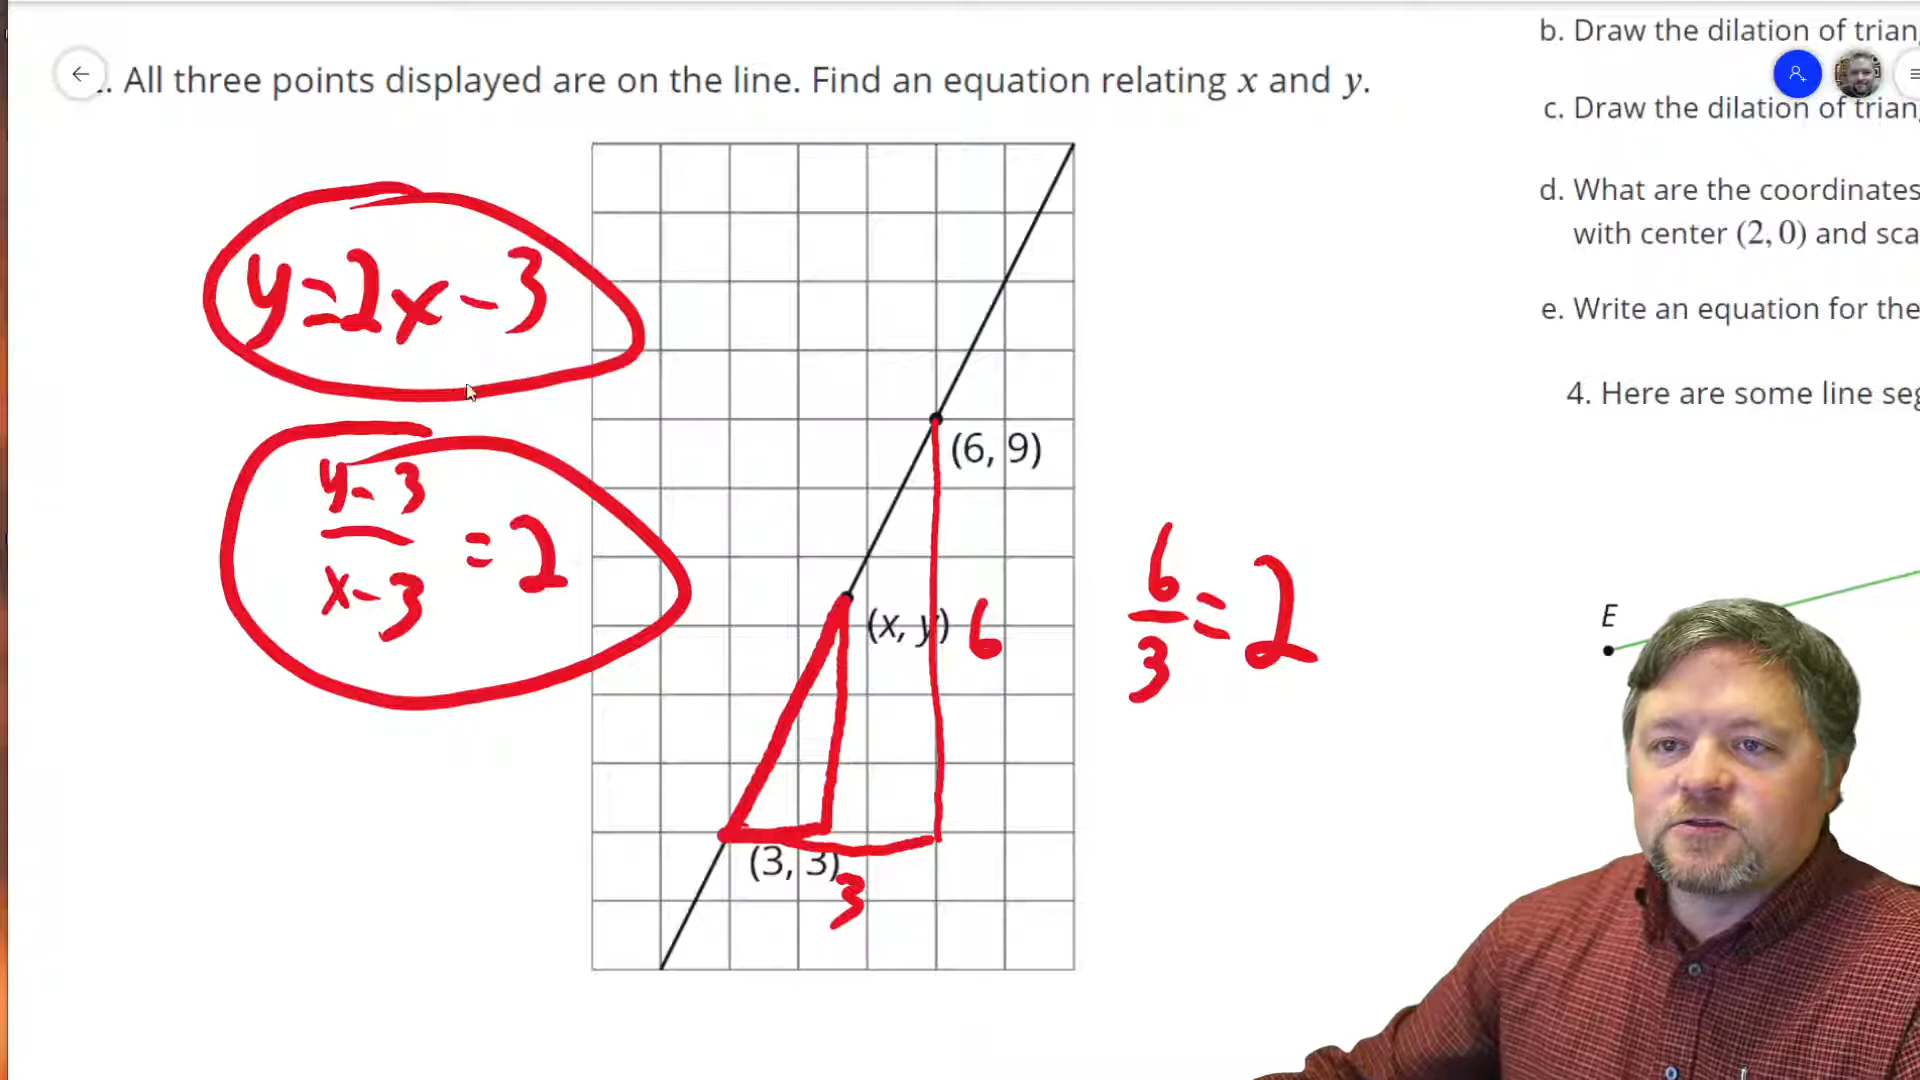 . All three points displayed are on the line. Find an equation relating x and y.
y=2x-3
y-3
x-3
=2
(6, 9)
(x, y)
6
(3, 3)
3
6
3
=2
b. Draw the dilation of trian
c. Draw the dilation of trian
d. What are the coordinates
with center (2, 0) and sca
e. Write an equation for the
4. Here are some line seg
E